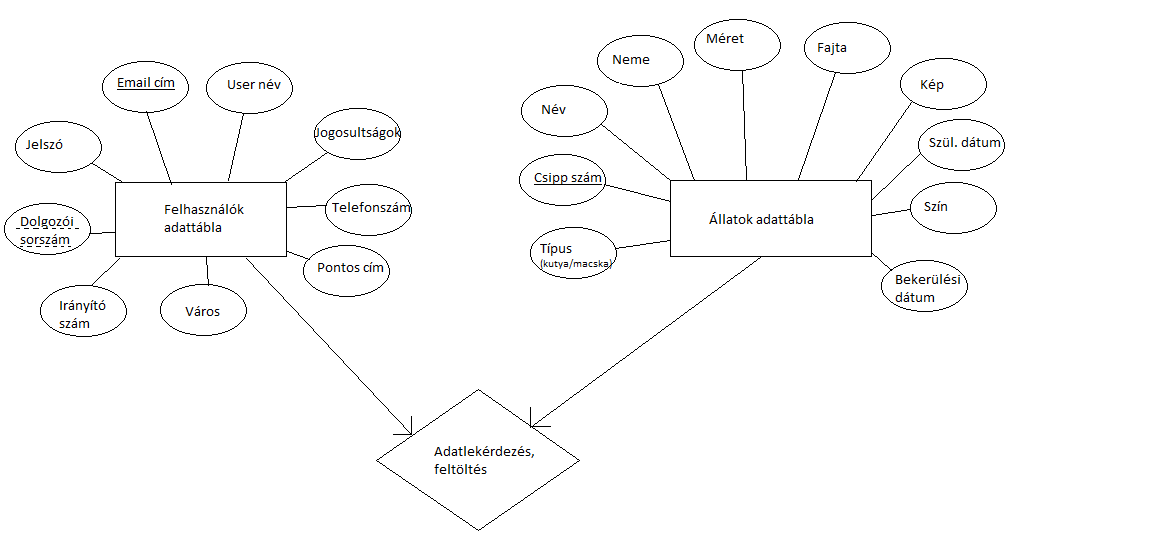 Email cím
User név
Jogosultságok
Jelszó
Dolgozói
sorszám
Felhasználók
adattábla
Telefonszám
Pontos cím
Irányító
szám
Város
Neme
Méret
Fajta
Kép
Név
Szül. dátum
Csipp szám
Állatok adattábla
Szín
Típus
(kutya/macska)
Bekerülési
dátum
Adatlekérdezés,
feltöltés